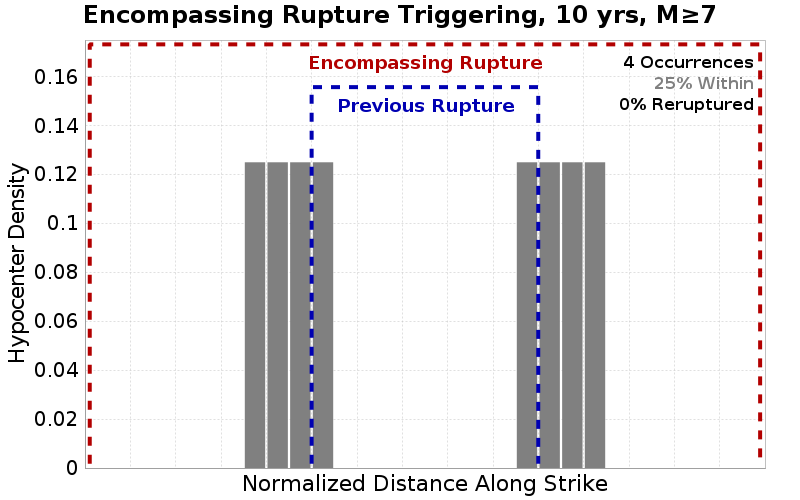 Encompassing Rupture Triggering, 10 yrs, M≥7
Encompassing Rupture
Previous Rupture
4 Occurrences
25% Within
0% Reruptured
Hypocenter Density
0.16
0.14
0.12
0.1
0.08
0.06
0.04
0.02
0
Normalized Distance Along Strike